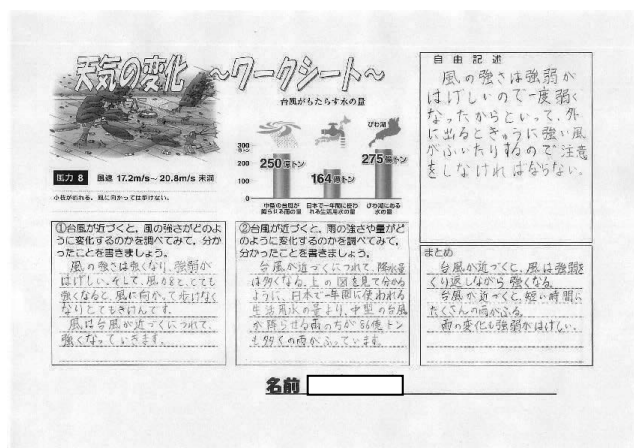 天気の変化 ～ワークシート～
台風がもたらす水の量
びわ湖
300
250億トン
164億トン
275億トン
200
100
0
中型の台風が
降らせる雨の量
日本で一年間に使わ
れる生活用水の量
びわ湖にある
水の量
風力 8 風速 17.2m/s～ 20.8m/s 未満
小枝が折れる。風に向かっては歩けない。
自由記述
風の強さは強弱が
はげしいので一度弱く
なったからといって、外
に出るときゅうに強い風
がふいたりするので注意
をしなければならない。
①台風が近づくと，風の強さがどのよ
うに変化するのかを調べてみて，分か
ったことを書きましょう。
風の強さは強くなり、強弱が
はげしい。そして、風力8と、とても
強くなると、風に向かって歩けなく
なりとてもきけんです。
風は台風が近づくにつれて、
強くなっていきます。
②台風が近づくと，雨の強さや量がど
のように変化するのかを調べてみて，
分かったことを書きましょう。
台風が近づくにつれて、降水量
は多くなる。上の図を見て分かる
ように、日本で一年間に使われる
生活用水の量より、中型の台風
が降らせる雨の方が86億トン
も多くの雨がふっています。
まとめ
台風が近づくと、風は強弱を
くり返しながら強くなる。
台風が近づくと、短い時間に
たくさんの雨がふる。
雨の変化も強弱がはげしい。
名前